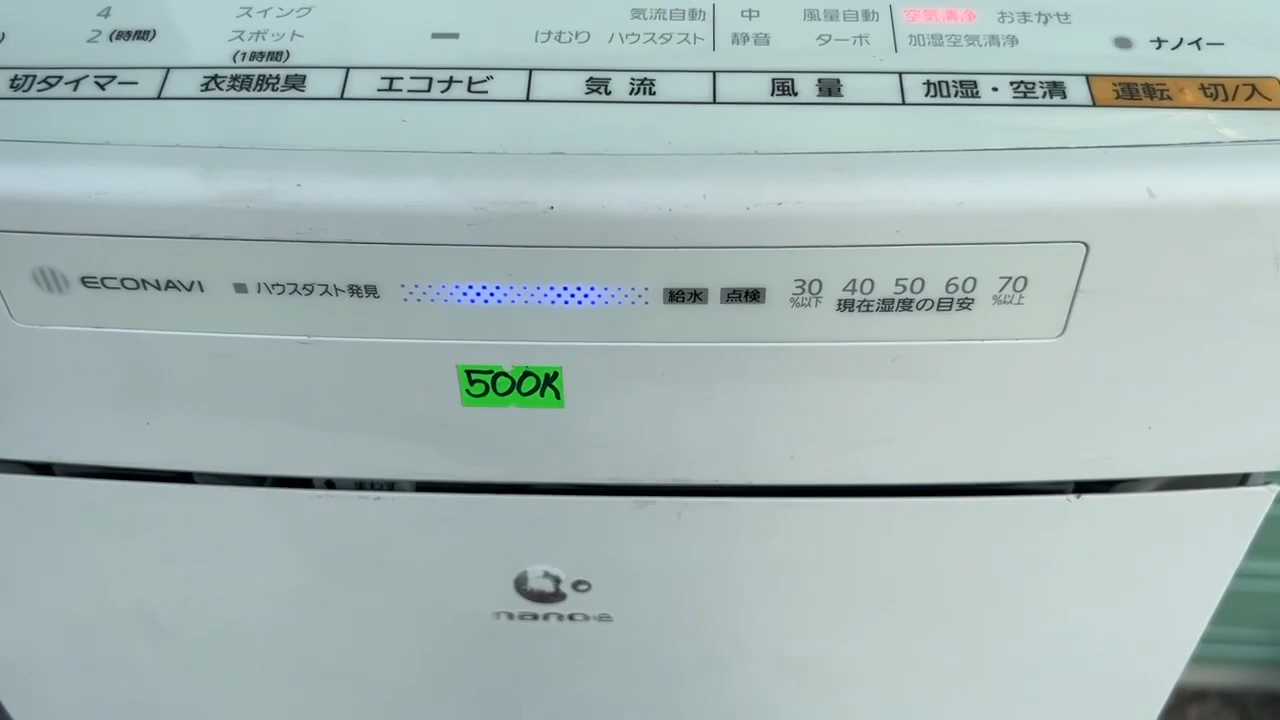 4 スイング 気流自動 中 風量自動 空気清浄 おまかせ
2 (時間) スポット けむり ハウスダスト 静音 ターボ 加湿空気清浄 ナノイー
(1時間)
切タイマー 衣類脱臭 エコナビ 気流 風量 加湿・空清 運転 切/入
ECONAVI ハウスダスト発見 給水 点検 30 40 50 60 70
%以下 現在湿度の目安 %以上
500K
nanoe